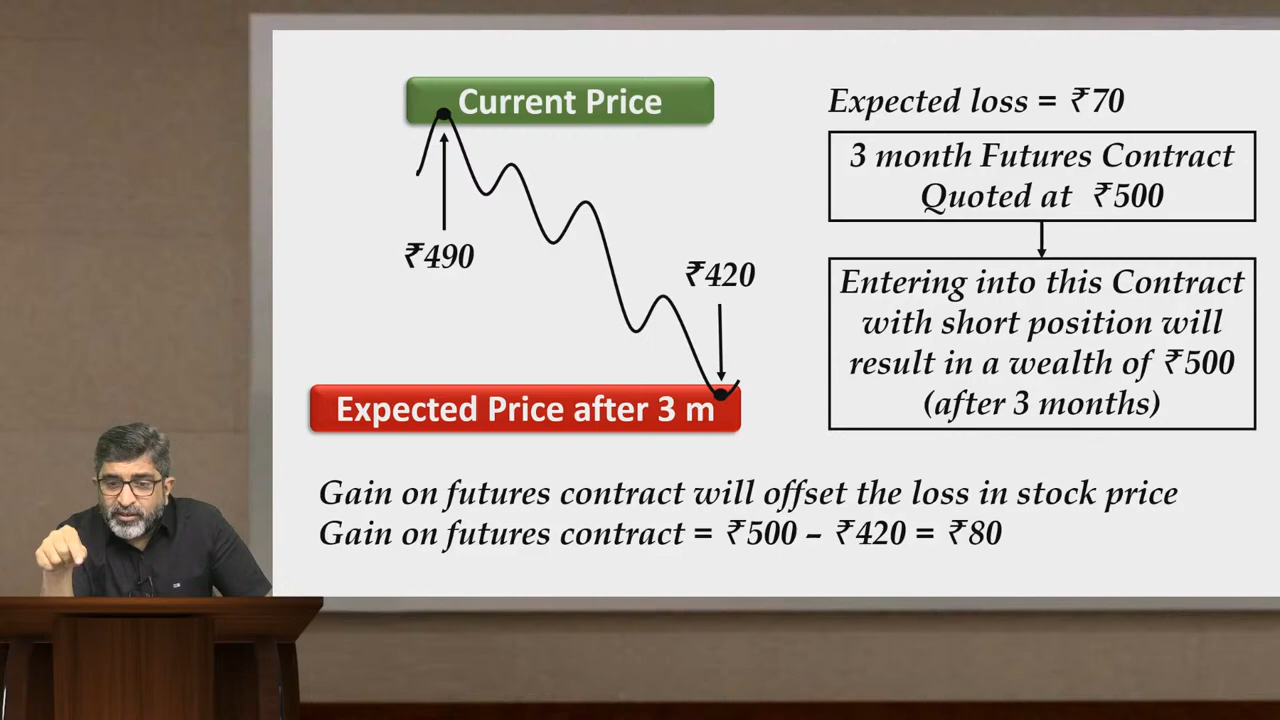 Current Price
₹490
₹420
Expected Price after 3 m
Expected loss = ₹70
3 month Futures Contract
Quoted at ₹500
Entering into this Contract
with short position will
result in a wealth of ₹500
(after 3 months)
Gain on futures contract will offset the loss in stock price
Gain on futures contract = ₹500 – ₹420 = ₹80